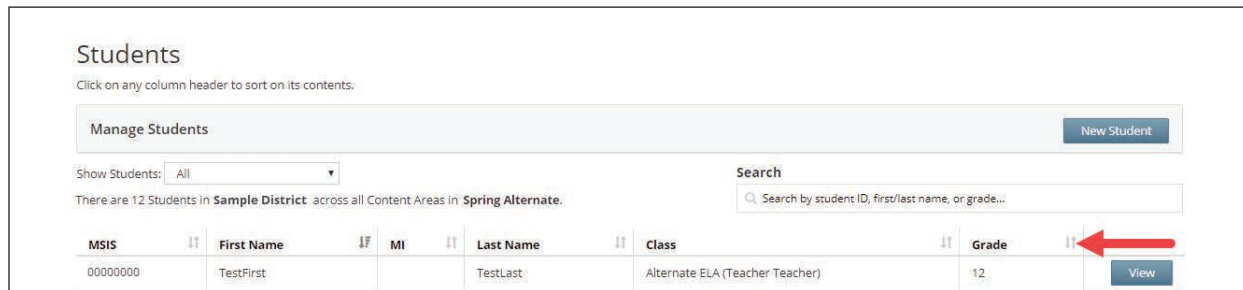 Students
Click on any column header to sort on its contents.
Manage Students New Student
Show Students: All Search
There are 12 Students in Sample District across all Content Areas in Spring Alternate. Search by student ID, first/last name, or grade...
MSIS First Name MI Last Name Class Grade
00000000 TestFirst TestLast Alternate ELA (Teacher Teacher) 12 View